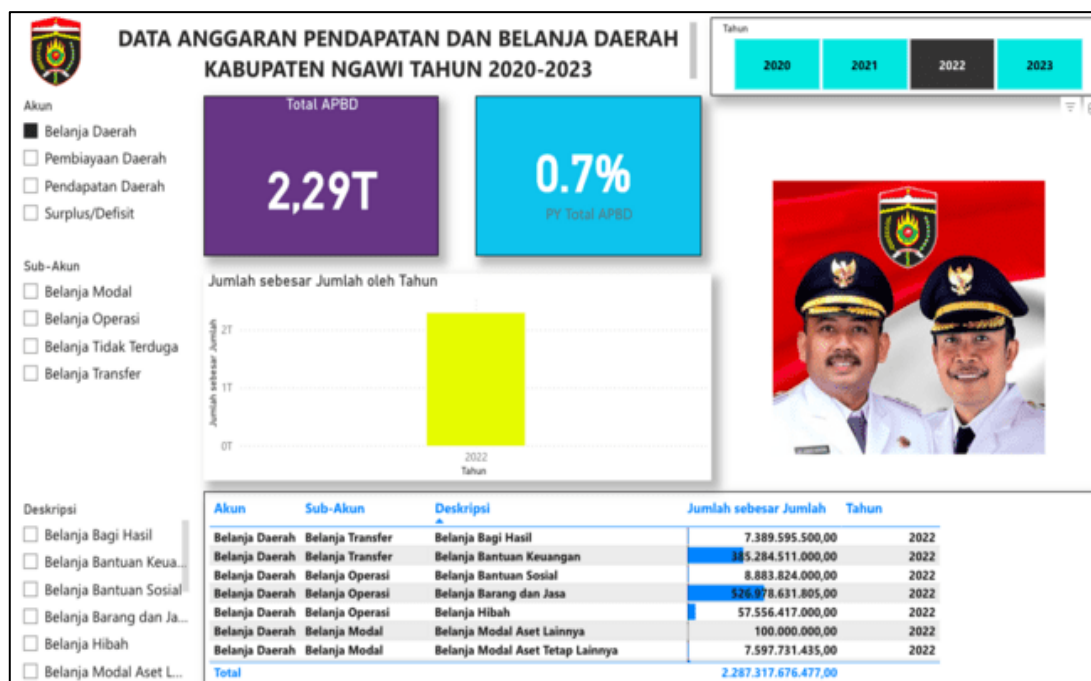 DATA ANGGARAN PENDAPATAN DAN BELANJA DAERAH
KABUPATEN NGAWI TAHUN 2020-2023
Tahun
2020 2021 2022 2023
Akun
Belanja Daerah
Pembiayaan Daerah
Pendapatan Daerah
Surplus/Defisit
Sub-Akun
Belanja Modal
Belanja Operasi
Belanja Tidak Terduga
Belanja Transfer
Deskripsi
Belanja Bagi Hasil
Belanja Bantuan Keua...
Belanja Bantuan Sosial
Belanja Barang dan Ja...
Belanja Hibah
Belanja Modal Aset L...
Total APBD
2,29T
0.7%
PY Total APBD
Jumlah sebesar Jumlah oleh Tahun
Jumlah sebesar Jumlah
2T
1T
0T
2022
Tahun
Akun Sub-Akun Deskripsi Jumlah sebesar Jumlah Tahun
Belanja Daerah Belanja Transfer Belanja Bagi Hasil 7.389.595.500,00 2022
Belanja Daerah Belanja Transfer Belanja Bantuan Keuangan 385.284.511.000,00 2022
Belanja Daerah Belanja Operasi Belanja Bantuan Sosial 8.883.824.000,00 2022
Belanja Daerah Belanja Operasi Belanja Barang dan Jasa 526.978.631.805,00 2022
Belanja Daerah Belanja Operasi Belanja Hibah 57.556.417.000,00 2022
Belanja Daerah Belanja Modal Belanja Modal Aset Lainnya 100.000.000,00 2022
Belanja Daerah Belanja Modal Belanja Modal Aset Tetap Lainnya 7.597.731.435,00 2022
Total 2.287.317.676.477,00